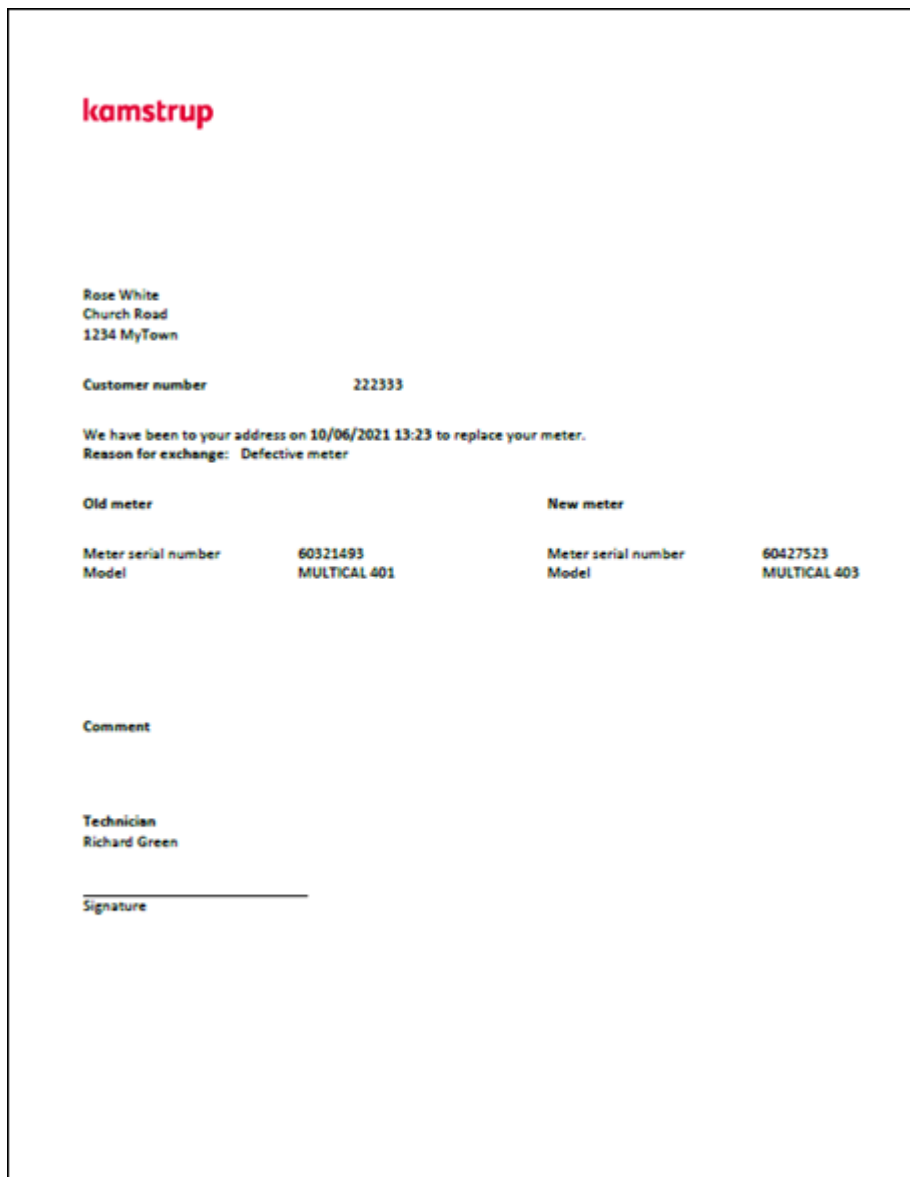 kamstrup
Rose White
Church Road
1234 MyTown
Customer number 222333
We have been to your address on 10/06/2021 13:23 to replace your meter.
Reason for exchange: Defective meter
Old meter New meter
Meter serial number 60321493 Meter serial number 60427523
Model MULTICAL 401 Model MULTICAL 403
Comment
Technician
Richard Green
Signature